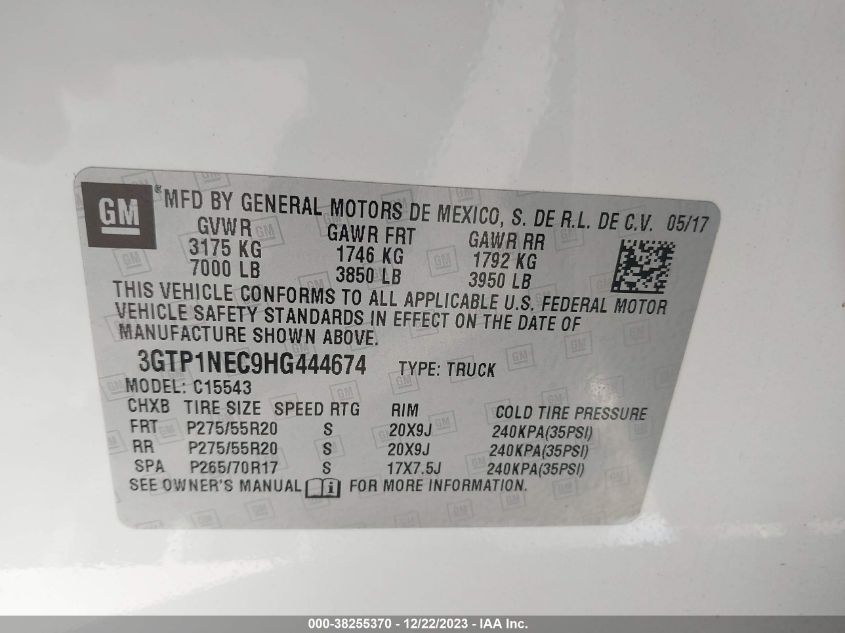 GM ® MFD BY GENERAL MOTORS DE MEXICO, S. DE R.L. DE C.V. 05/17
GVWR GAWR FRT GAWR RR
3175 KG 1746 KG 1792 KG
7000 LB 3850 LB 3950 LB
THIS VEHICLE CONFORMS TO ALL APPLICABLE U.S. FEDERAL MOTOR
VEHICLE SAFETY STANDARDS IN EFFECT ON THE DATE OF
MANUFACTURE SHOWN ABOVE.
3GTP1NEC9HG444674 TYPE: TRUCK
MODEL: C15543
CHXB TIRE SIZE SPEED RTG RIM COLD TIRE PRESSURE
FRT P275/55R20 S 20X9J 240KPA(35PSI)
RR P275/55R20 S 20X9J 240KPA(35PSI)
SPA P265/70R17 S 17X7.5J 240KPA(35PSI)
SEE OWNER'S MANUAL i FOR MORE INFORMATION.
000-38255370 - 12/22/2023 - IAA Inc.